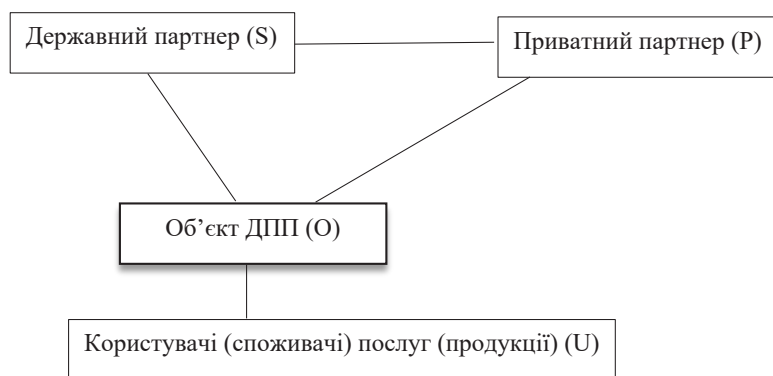 Державний партнер (S)
Приватний партнер (P)
Об’єкт ДПП (О)
Користувачі (споживачі) послуг (продукції) (U)